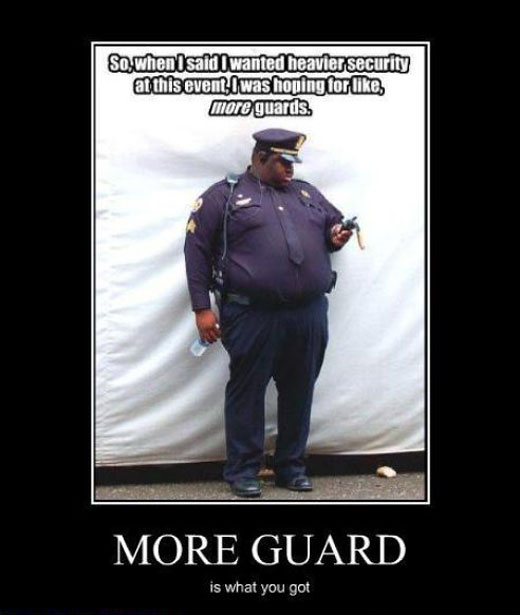 So, when I said I wanted heavier security
at this event, I was hoping for like,
more guards.
MORE GUARD
is what you got